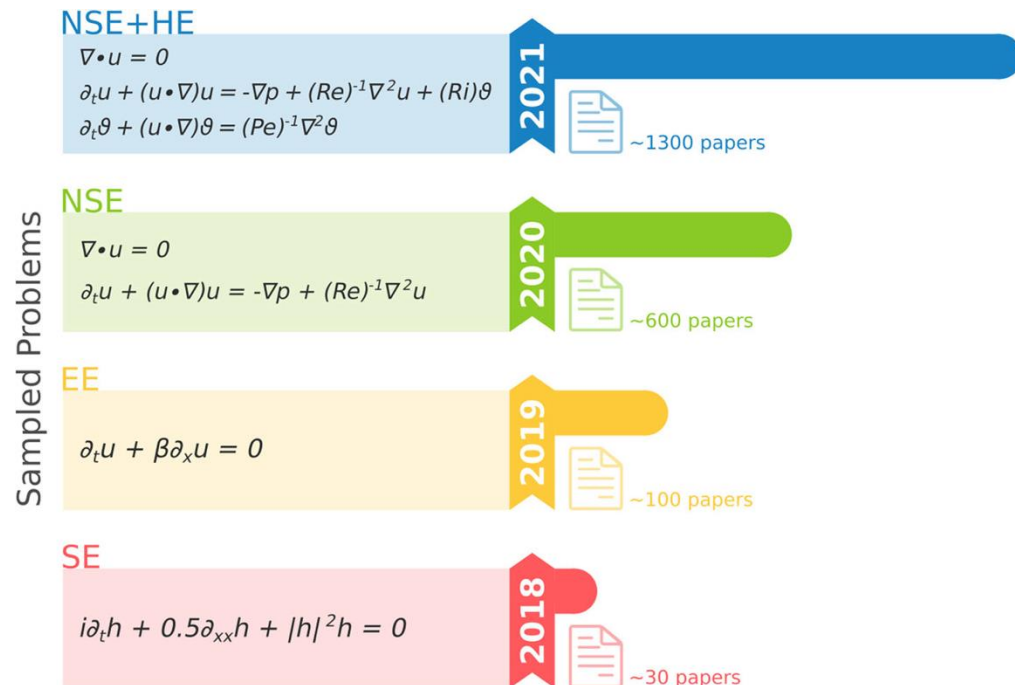 Sampled Problems
NSE+HE
∇•u = 0
∂ₜu + (u•∇)u = -∇p + (Re)⁻¹∇²u + (Ri)ϑ
∂ₜϑ + (u•∇)ϑ = (Pe)⁻¹∇²ϑ
2021
~1300 papers
NSE
∇•u = 0
∂ₜu + (u•∇)u = -∇p + (Re)⁻¹∇²u
2020
~600 papers
EE
∂ₜu + β∂ₓu = 0
2019
~100 papers
SE
i∂ₜh + 0.5∂ₓₓh + |h|²h = 0
2018
~30 papers